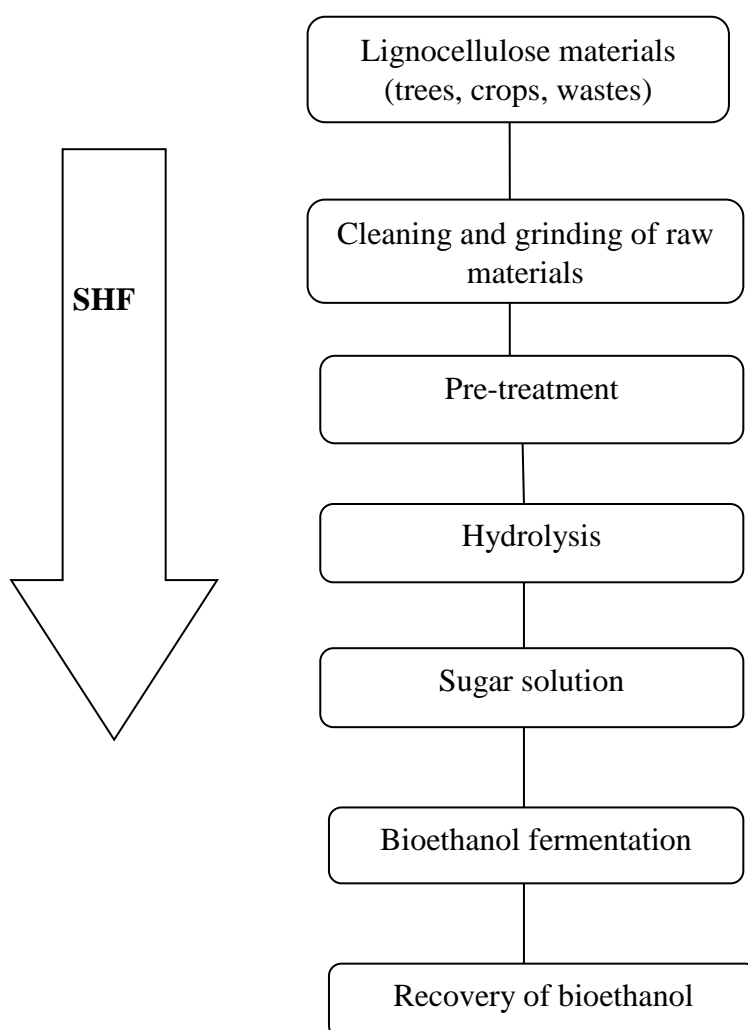 Lignocellulose materials
(trees, crops, wastes)
Cleaning and grinding of raw
materials
SHF
Pre-treatment
Hydrolysis
Sugar solution
Bioethanol fermentation
Recovery of bioethanol